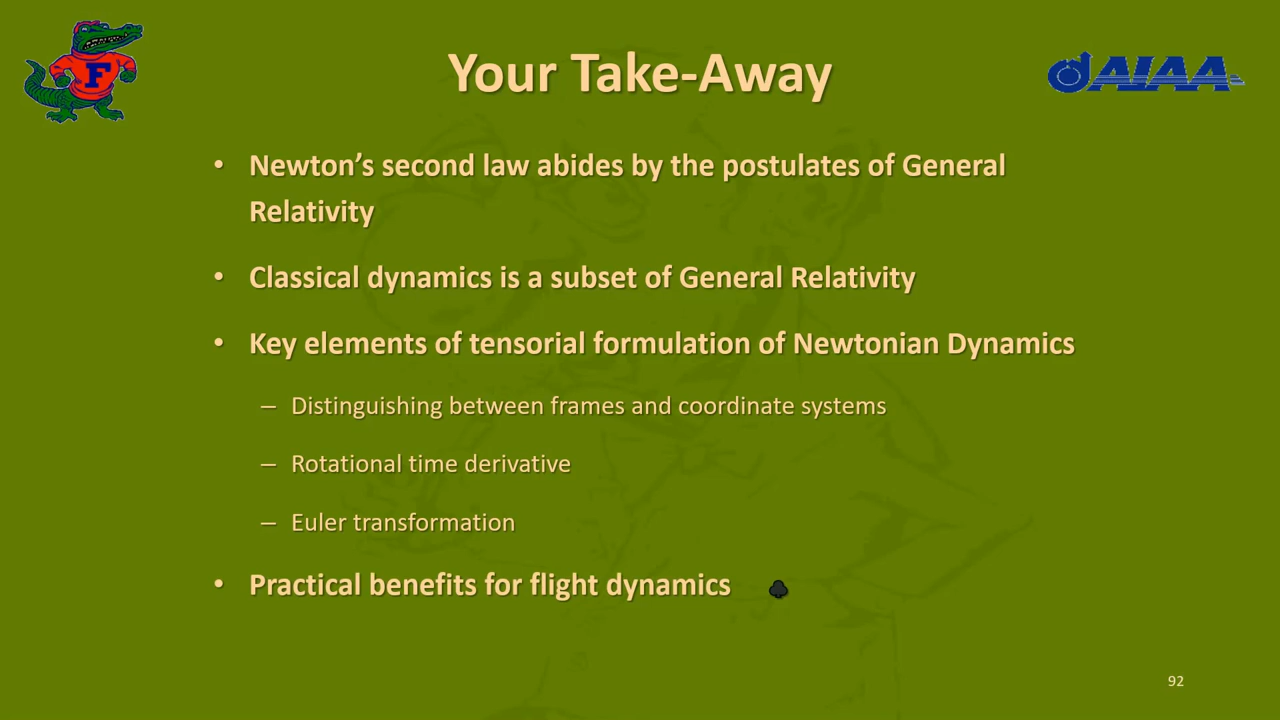 Your Take-Away
F
AIAA
• Newton’s second law abides by the postulates of General
Relativity
• Classical dynamics is a subset of General Relativity
• Key elements of tensorial formulation of Newtonian Dynamics
– Distinguishing between frames and coordinate systems
– Rotational time derivative
– Euler transformation
• Practical benefits for flight dynamics
92